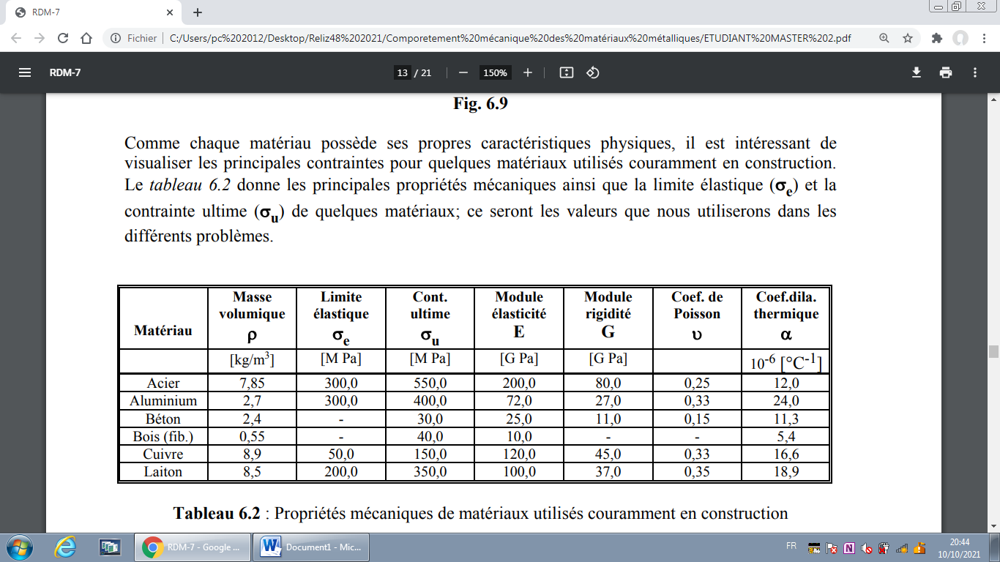 RDM-7
Fichier C:/Users/pc%202012/Desktop/Reliz48%202021/Comporetement%20mécanique%20des%20matériaux%20métalliques/ETUDIANT%20MASTER%202.pdf
RDM-7 13 / 21 150%
Fig. 6.9
Comme chaque matériau possède ses propres caractéristiques physiques, il est intéressant de
visualiser les principales contraintes pour quelques matériaux utilisés couramment en construction.
Le tableau 6.2 donne les principales propriétés mécaniques ainsi que la limite élastique (σe) et la
contrainte ultime (σu) de quelques matériaux; ce seront les valeurs que nous utiliserons dans les
différents problèmes.
Matériau Masse volumique ρ Limite élastique σe Cont. ultime σu Module élasticité E Module rigidité G Coef. de Poisson υ Coef.dila. thermique α
[kg/m³] [M Pa] [M Pa] [G Pa] [G Pa] 10⁻⁶ [°C⁻¹]
Acier 7,85 300,0 550,0 200,0 80,0 0,25 12,0
Aluminium 2,7 300,0 400,0 72,0 27,0 0,33 24,0
Béton 2,4 - 30,0 25,0 11,0 0,15 11,3
Bois (fib.) 0,55 - 40,0 10,0 - - 5,4
Cuivre 8,9 50,0 150,0 120,0 45,0 0,33 16,6
Laiton 8,5 200,0 350,0 100,0 37,0 0,35 18,9
Tableau 6.2 : Propriétés mécaniques de matériaux utilisés couramment en construction
RDM-7 - Google ... Document1 - Mic... FR 20:44
10/10/2021